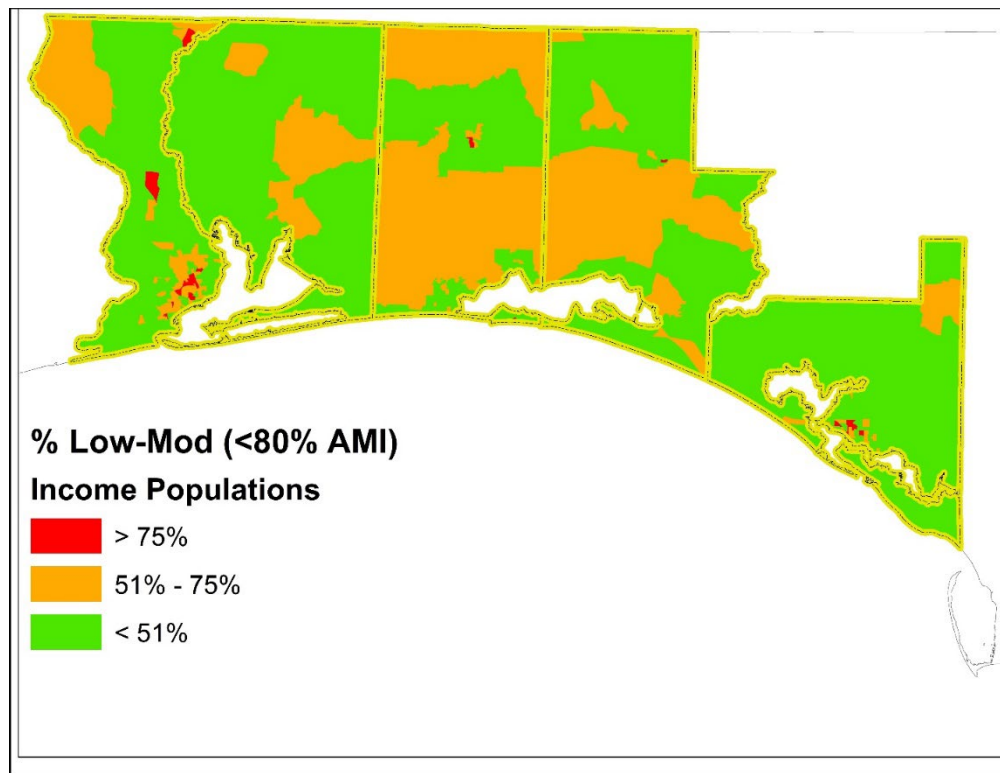 % Low-Mod (<80% AMI)
Income Populations
> 75%
51% - 75%
< 51%